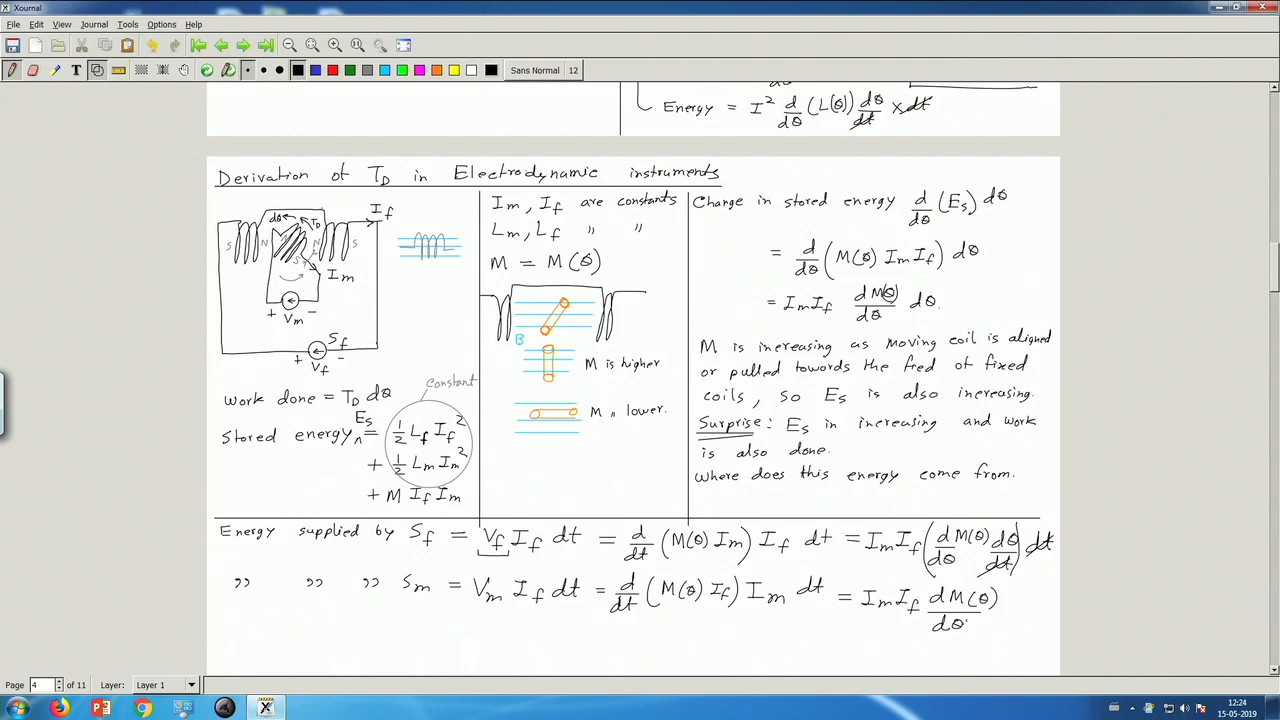 Xournal
File Edit View Journal Tools Options Help
Sans Normal 12
Energy = I² d/dθ (L(θ)) dθ/dt × dt
Derivation of T_D in Electrodynamic instruments
dθ T_D I_f
S N N S
S
I_m
+ V_m -
S_f
+ V_f -
Work done = T_D dθ
Constant
Stored energy E_S = 1/2 L_f I_f²
+ 1/2 L_m I_m²
+ M I_f I_m
I_m, I_f are constants
L_m, L_f " "
M = M(θ)
B
M is higher
M " lower.
Change in stored energy d/dθ (E_S) dθ
= d/dθ (M(θ) I_m I_f) dθ
= I_m I_f dM(θ)/dθ dθ.
M is increasing as moving coil is aligned
or pulled towards the fied of fixed
coils, so E_S is also increasing.
Surprise: E_S in increasing and work
is also done.
Where does this energy come from.
Energy supplied by S_f = V_f I_f dt = d/dt (M(θ) I_m) I_f dt = I_m I_f (dM(θ)/dθ dθ/dt) dt
" " " S_m = V_m I_f dt = d/dt (M(θ) I_f) I_m dt = I_m I_f dM(θ)/dθ
Page 4 of 11 Layer: Layer 1
12:24
15-05-2019